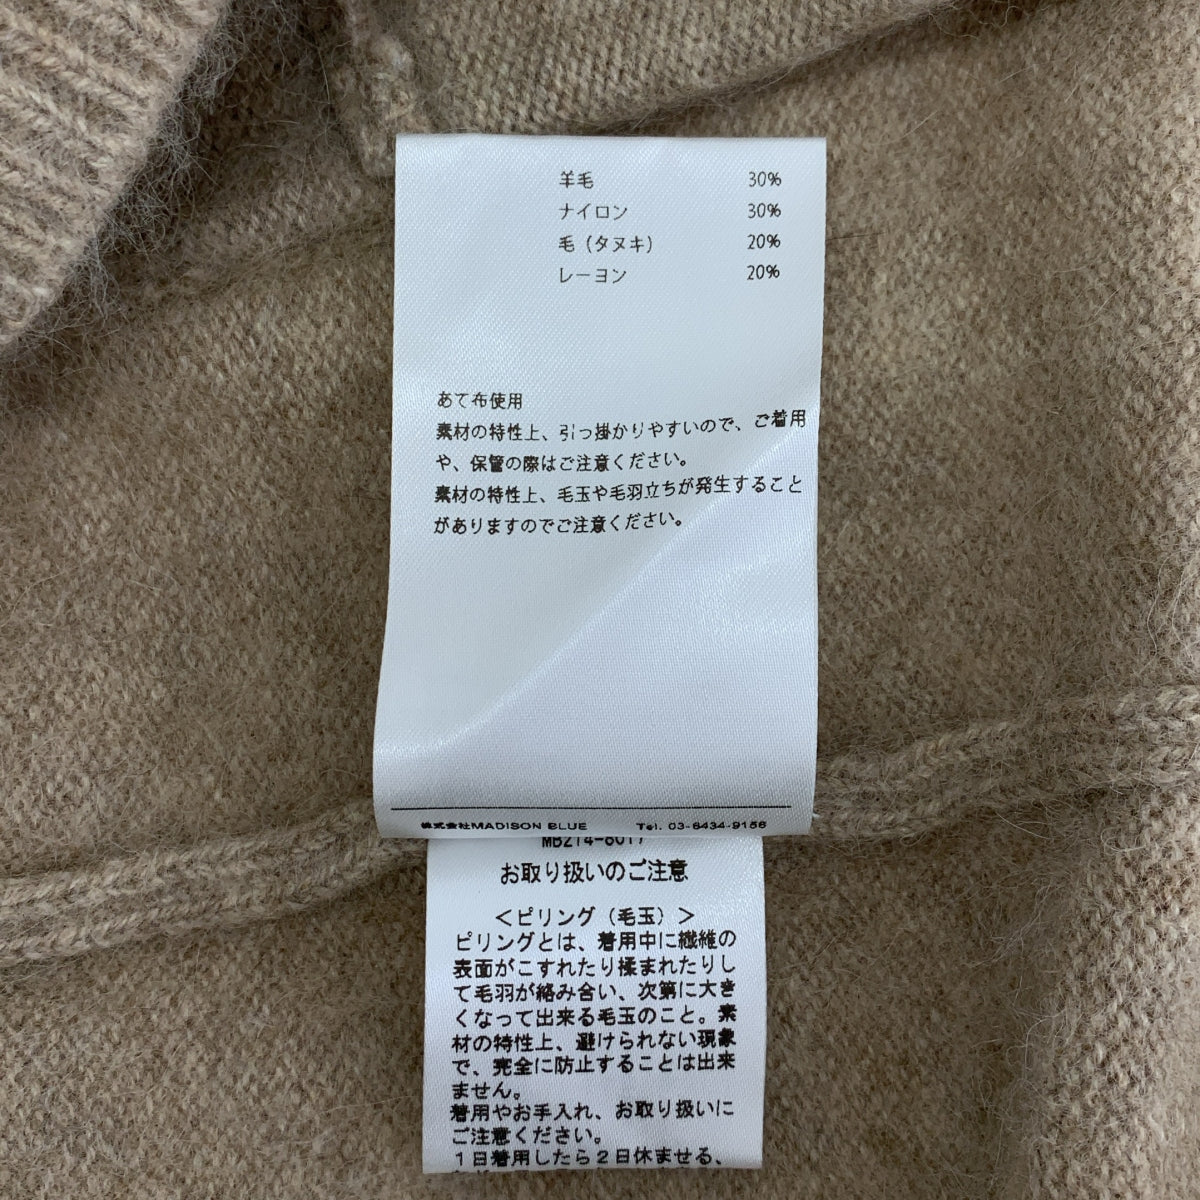 羊毛 30%
ナイロン 30%
毛(タヌキ) 20%
レーヨン 20%
あて布使用
素材の特性上、引っ掛かりやすいので、ご着用
や、保管の際はご注意ください。
素材の特性上、毛玉や毛羽立ちが発生すること
がありますのでご注意ください。
株式会社MADISON BLUE Tel. 03-6434-9156
お取り扱いのご注意
<ピリング(毛玉)>
ピリングとは、着用中に繊維の
表面がこすれたり揉まれたりし
て毛羽が絡み合い、次第に大き
くなって出来る毛玉のこと。素
材の特性上、避けられない現象
で、完全に防止することは出来
ません。
着用やお手入れ、お取り扱いに
ご注意ください。
1日着用したら2日休ませる、